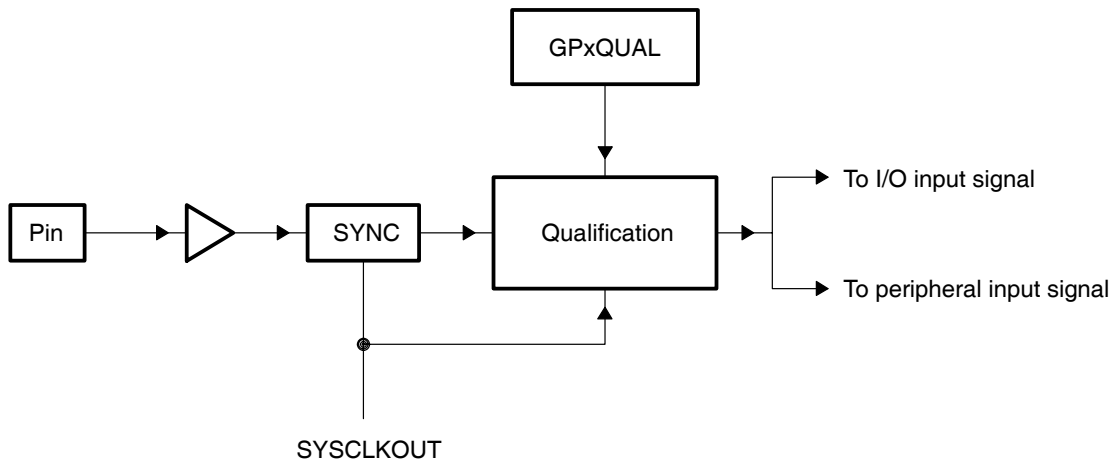 GPxQUAL
To I/O input signal
Pin
SYNC
Qualification
To peripheral input signal
SYSCLKOUT